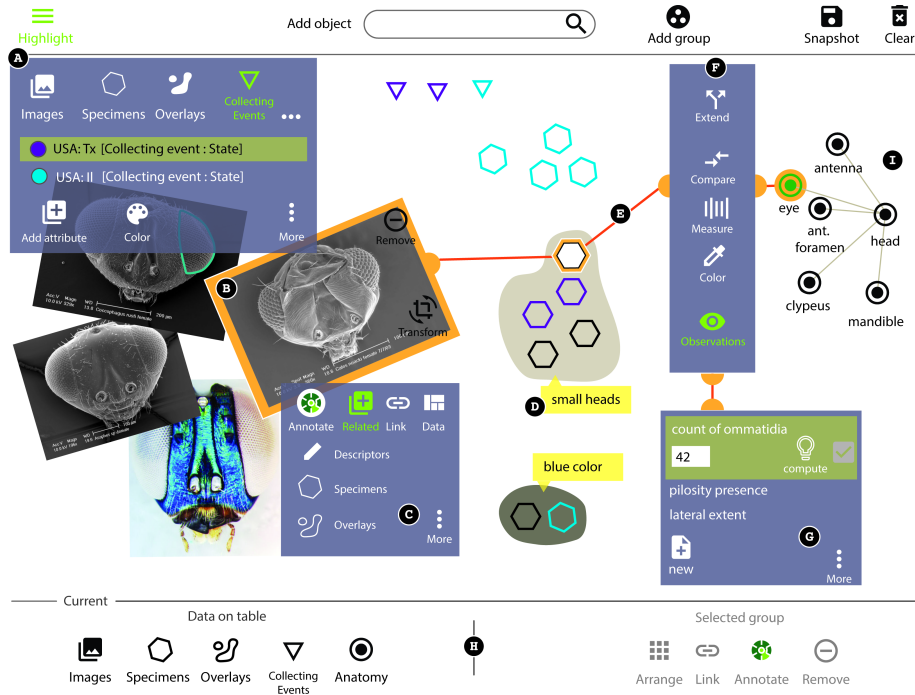 Highlight
Add object
Add group
Snapshot
Clear
A
Images
Specimens
Overlays
Collecting
Events
USA: Tx [Collecting event : State]
USA: Il [Collecting event : State]
Add attribute
Color
More
B
Remove
Transform
Annotate
Related
Link
Data
Descriptors
Specimens
Overlays
C
More
D
small heads
blue color
E
F
Extend
Compare
Measure
Color
Observations
eye
antenna
I
ant.
foramen
head
clypeus
mandible
count of ommatidia
42
compute
pilosity presence
lateral extent
G
new
More
Current
Data on table
Images
Specimens
Overlays
Collecting
Events
Anatomy
H
Selected group
Arrange
Link
Annotate
Remove